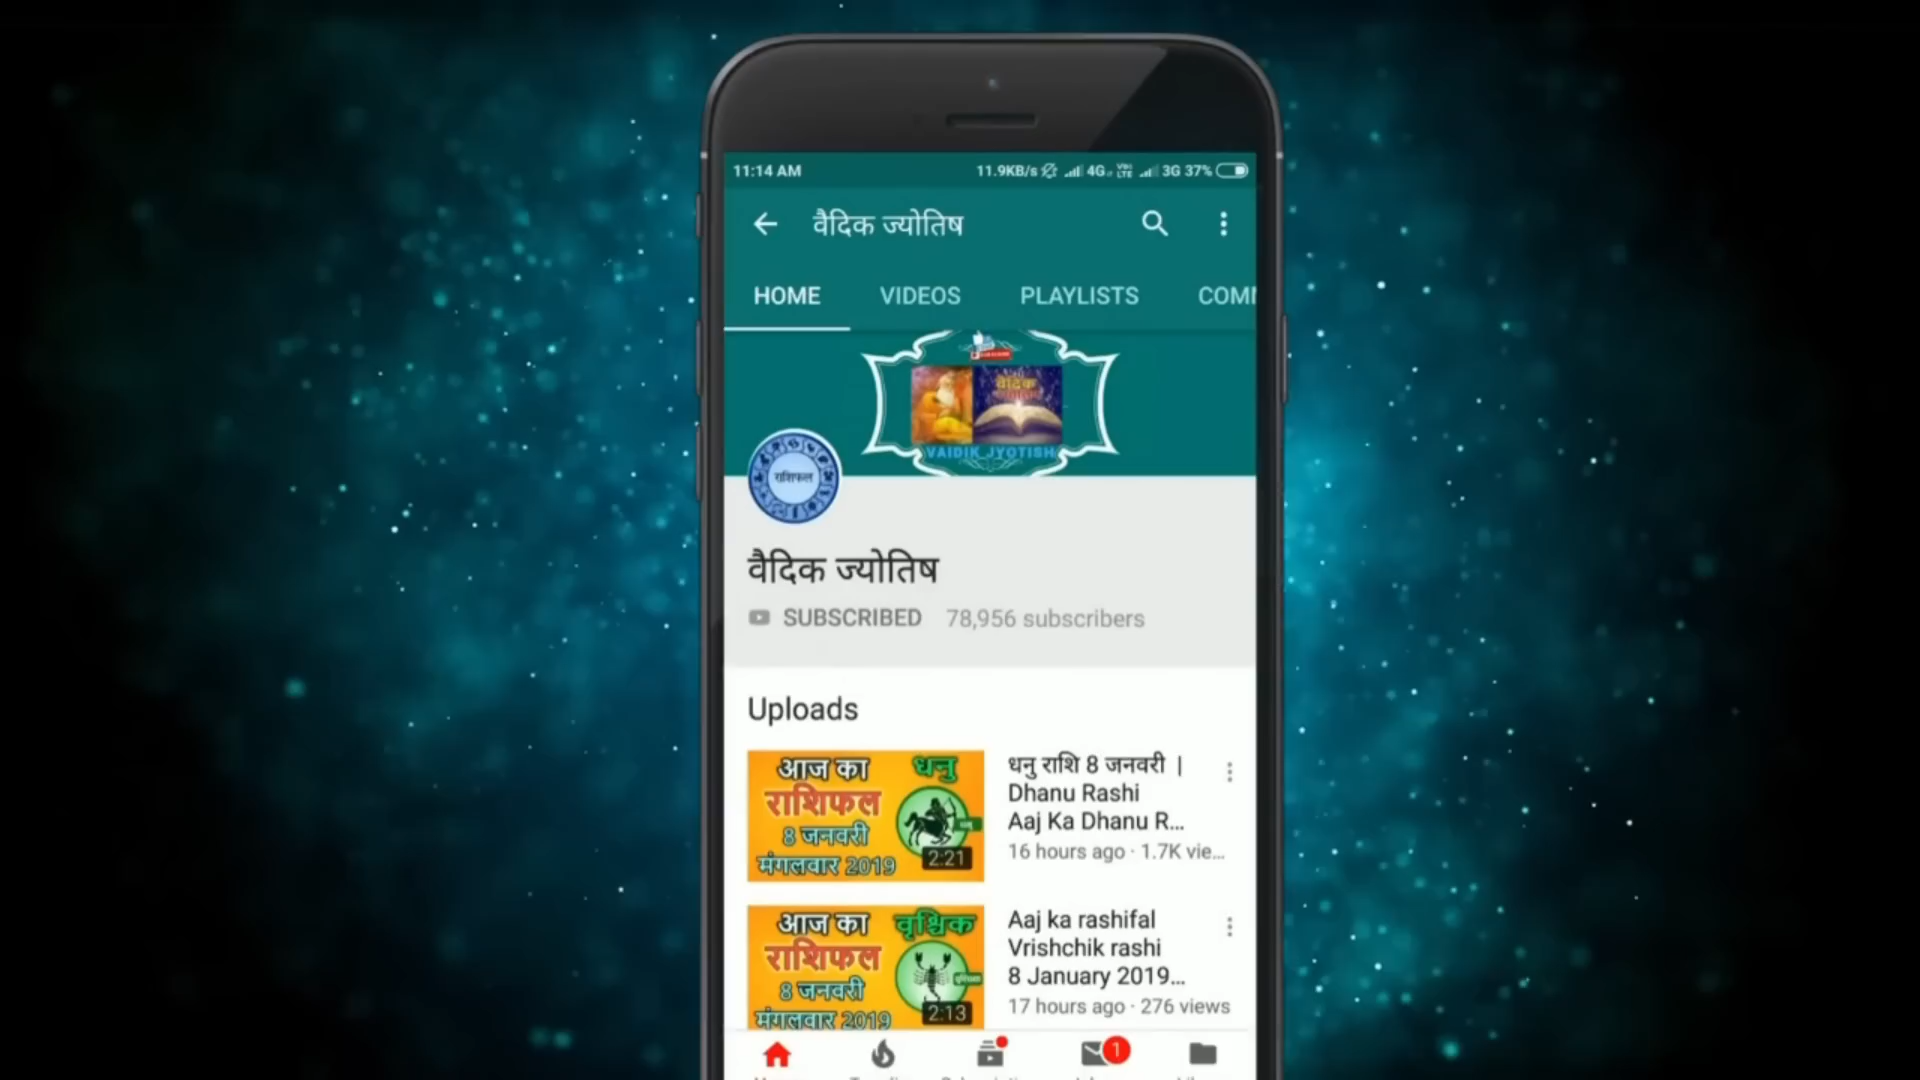 11:14 AM 11.9KB/s 4G VoLTE 3G 37%
वैदिक ज्योतिष
HOME VIDEOS PLAYLISTS COMM
वैदिक
VAIDIK JYOTISH
राशिफल
वैदिक ज्योतिष
SUBSCRIBED 78,956 subscribers
Uploads
आज का धनु
राशिफल
8 जनवरी
मंगलवार 2019
2:21
धनु राशि 8 जनवरी |
Dhanu Rashi
Aaj Ka Dhanu R...
16 hours ago · 1.7K vie...
आज का वृश्चिक
राशिफल
8 जनवरी
मंगलवार 2019
2:13
Aaj ka rashifal
Vrishchik rashi
8 January 2019...
17 hours ago · 276 views
1